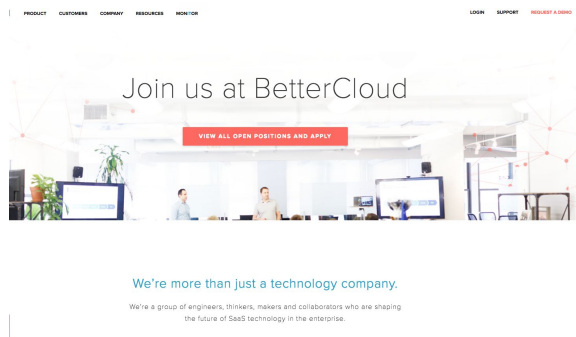 PRODUCT CUSTOMERS COMPANY RESOURCES MONITOR LOGIN SUPPORT REQUEST A DEMO
Join us at BetterCloud
VIEW ALL OPEN POSITIONS AND APPLY
We're more than just a technology company.
We're a group of engineers, thinkers, makers and collaborators who are shaping
the future of SaaS technology in the enterprise.